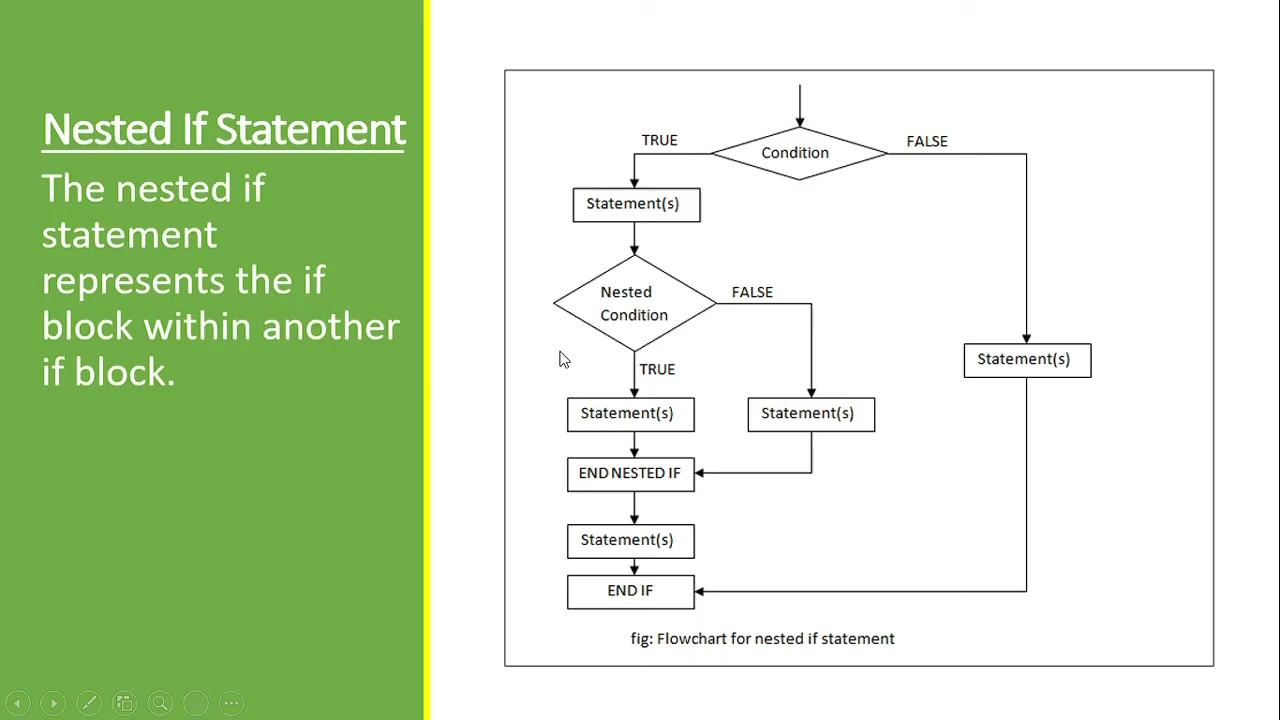 Nested If Statement
The nested if
statement
represents the if
block within another
if block.
TRUE
Condition
FALSE
Statement(s)
Nested
Condition
FALSE
TRUE
Statement(s)
Statement(s)
Statement(s)
END NESTED IF
Statement(s)
END IF
fig: Flowchart for nested if statement